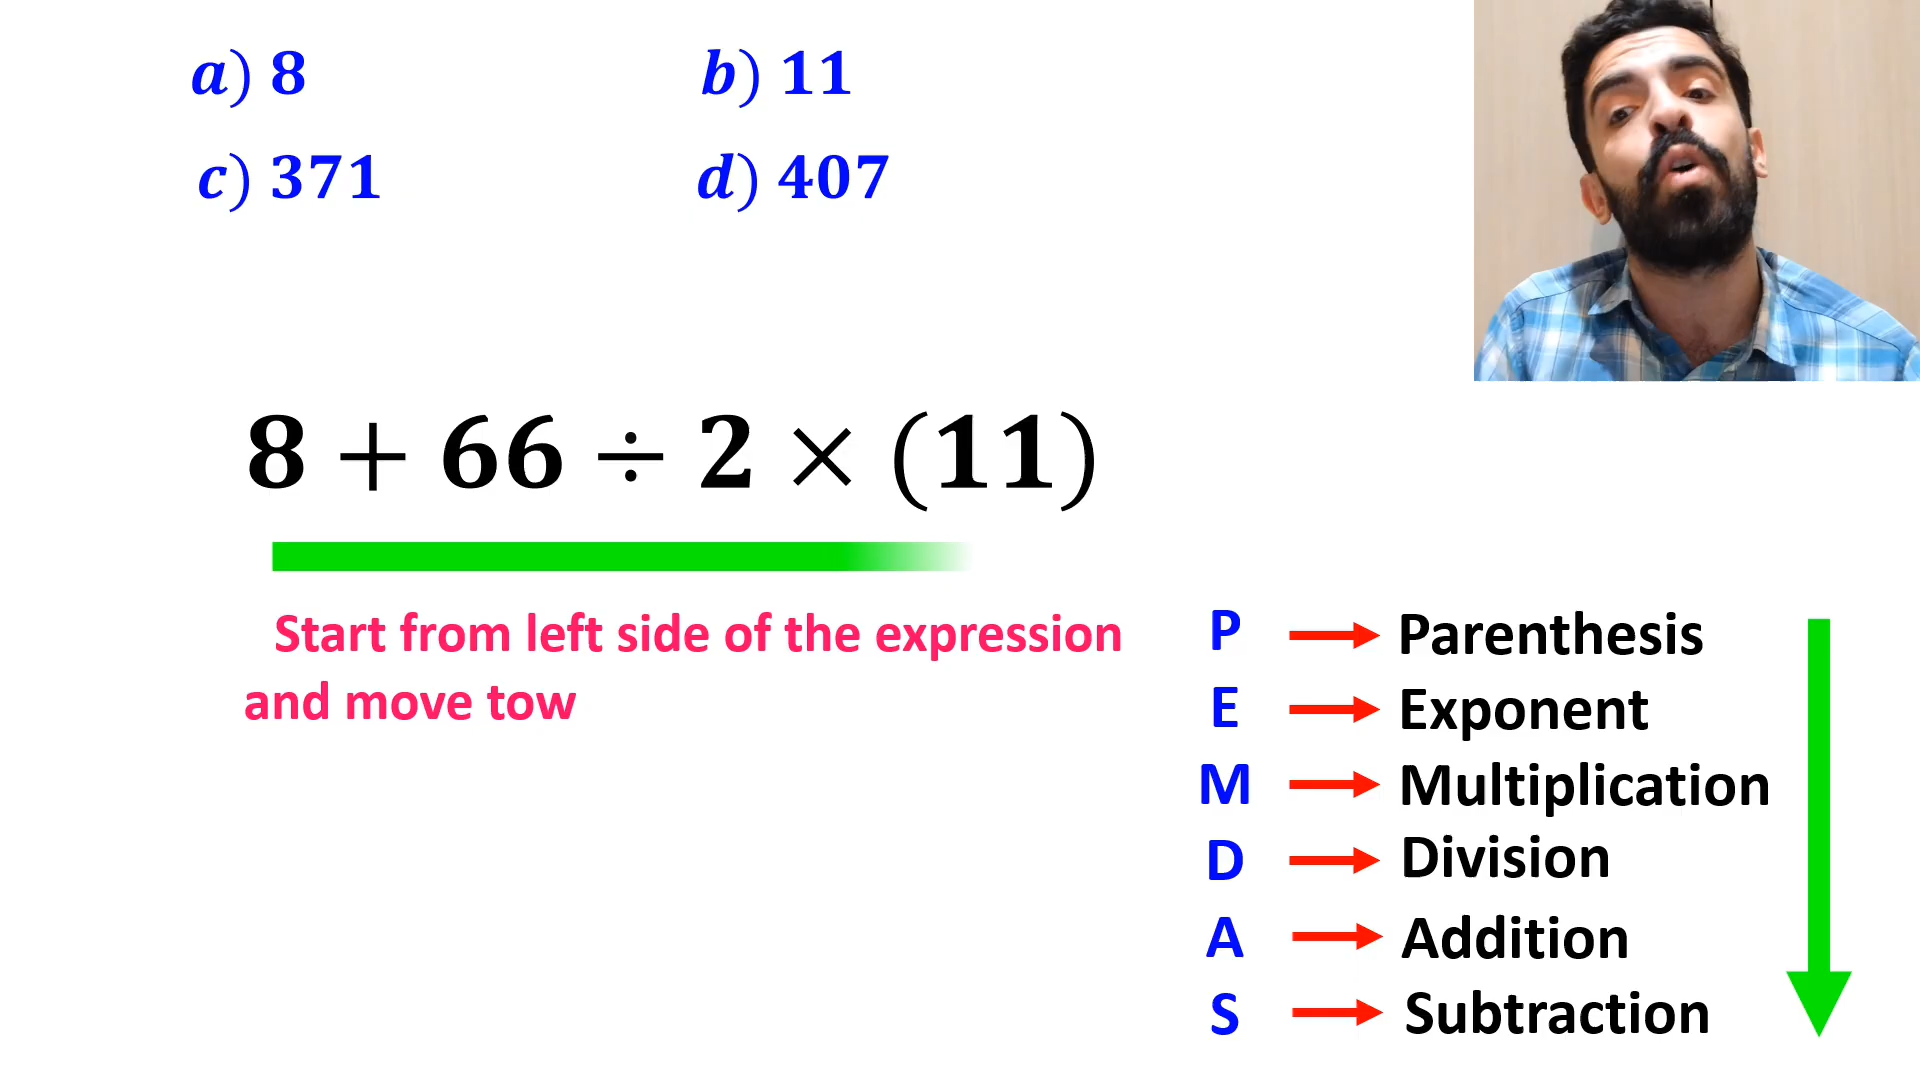 a) 8
b) 11
c) 371
d) 407
8 + 66 ÷ 2 × (11)
Start from left side of the expression
and move tow
P → Parenthesis
E → Exponent
M → Multiplication
D → Division
A → Addition
S → Subtraction